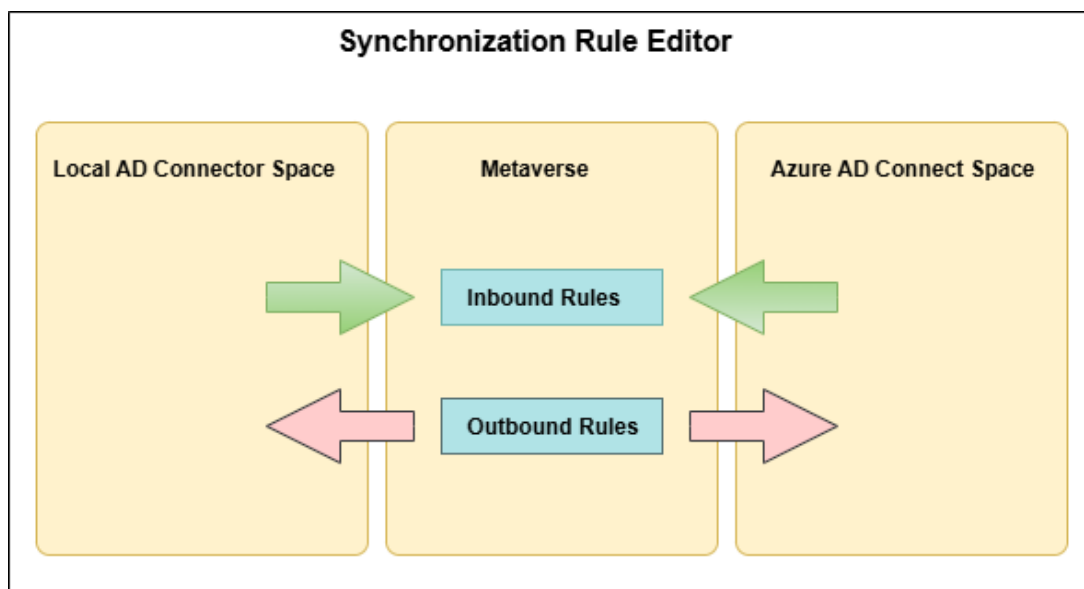 Synchronization Rule Editor
Local AD Connector Space
Metaverse
Azure AD Connect Space
Inbound Rules
Outbound Rules